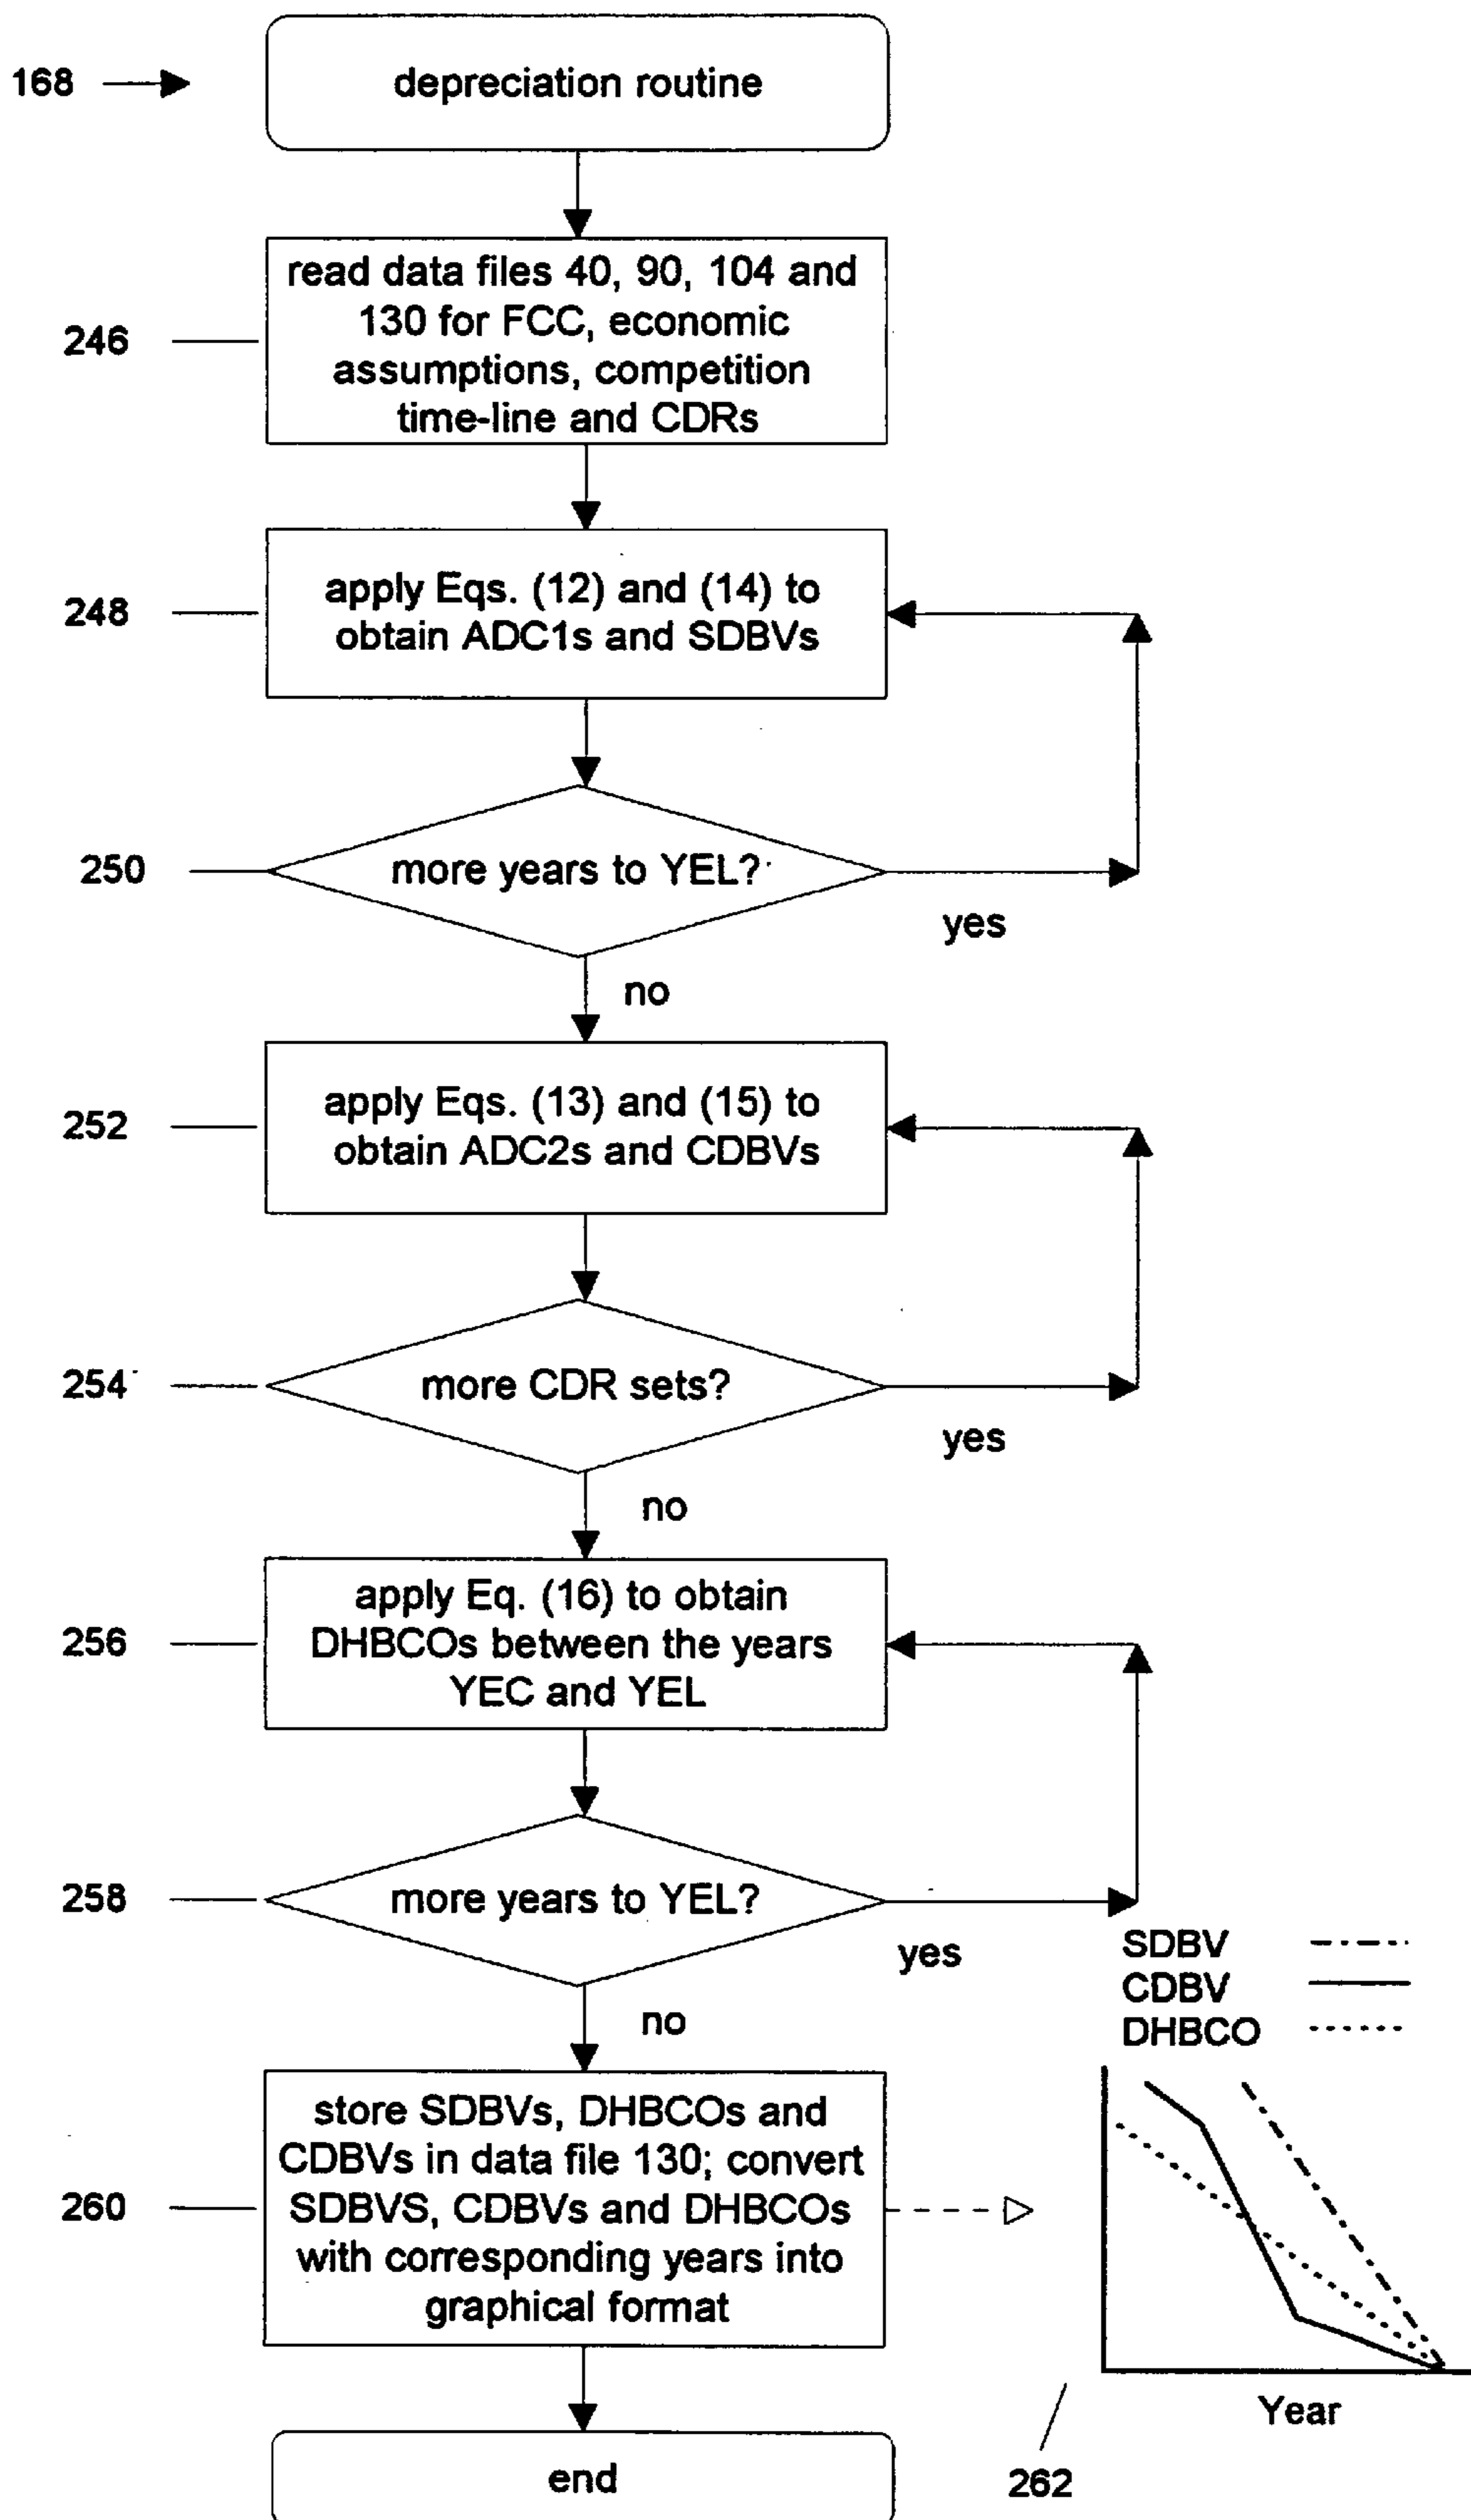 168
depreciation routine
246
read data files 40, 90, 104 and
130 for FCC, economic
assumptions, competition
time-line and CDRs
248
apply Eqs. (12) and (14) to
obtain ADC1s and SDBVs
250
more years to YEL?
yes
no
252
apply Eqs. (13) and (15) to
obtain ADC2s and CDBVs
254
more CDR sets?
yes
no
256
apply Eq. (16) to obtain
DHBCOs between the years
YEC and YEL
258
more years to YEL?
yes
no
SDBV
CDBV
DHBCO
260
store SDBVs, DHBCOs and
CDBVs in data file 130; convert
SDBVS, CDBVs and DHBCOs
with corresponding years into
graphical format
Year
262
end